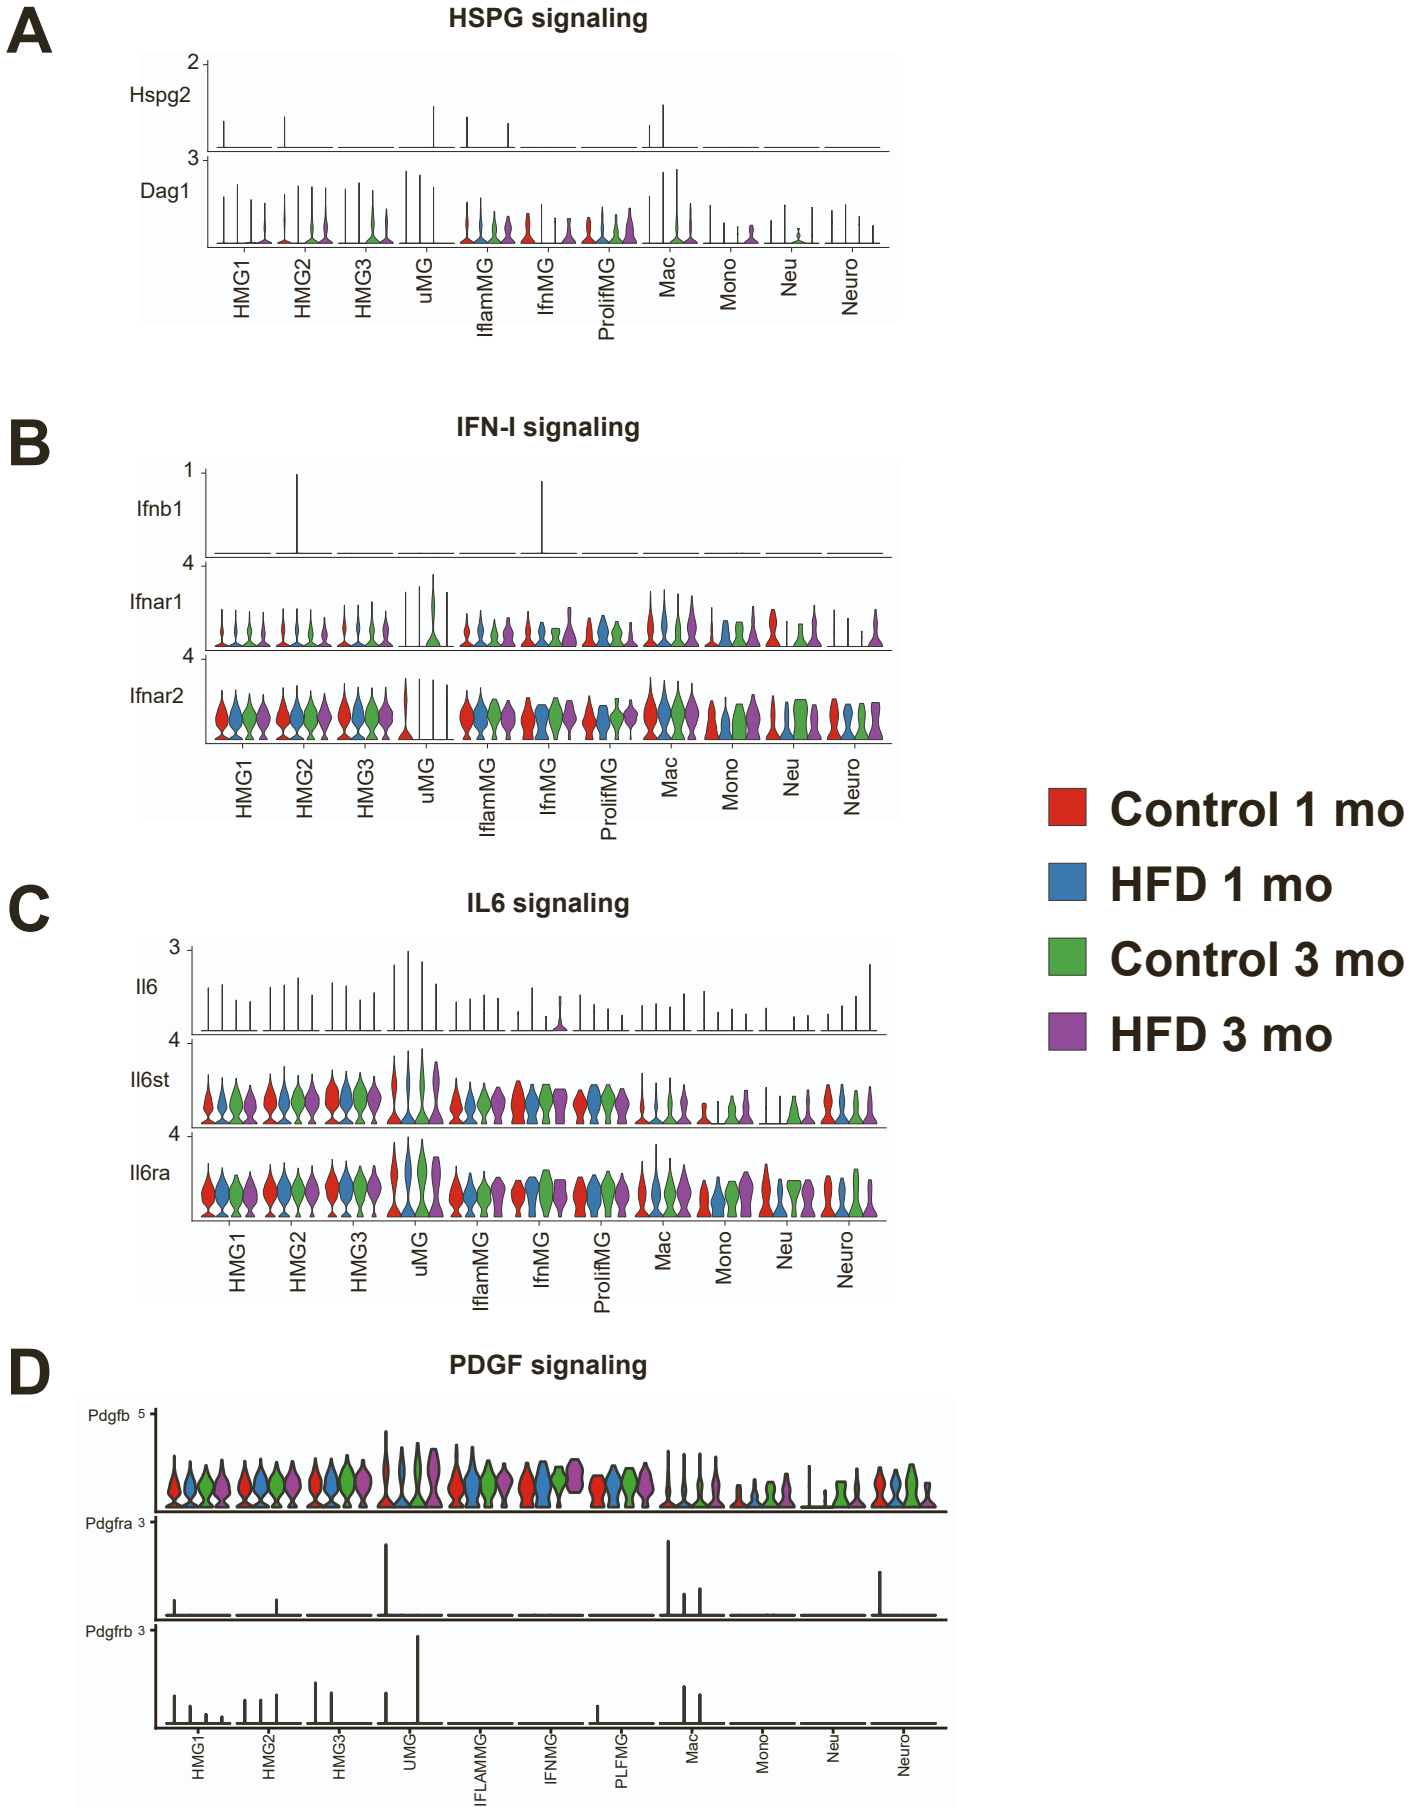 A
HSPG signaling
2
Hspg2
3
Dag1
HMG1 HMG2 HMG3 uMG IflamMG IfnMG ProlifMG Mac Mono Neu Neuro
B
IFN-I signaling
1
Ifnb1
4
Ifnar1
4
Ifnar2
HMG1 HMG2 HMG3 uMG IflamMG IfnMG ProlifMG Mac Mono Neu Neuro
Control 1 mo
HFD 1 mo
Control 3 mo
HFD 3 mo
C
IL6 signaling
3
Il6
4
Il6st
4
Il6ra
HMG1 HMG2 HMG3 uMG IflamMG IfnMG ProlifMG Mac Mono Neu Neuro
D
PDGF signaling
Pdgfb 5
Pdgfra 3
Pdgfrb 3
HMG1 HMG2 HMG3 UMG IFLAMMG IFNMG PLFMG Mac Mono Neu Neuro